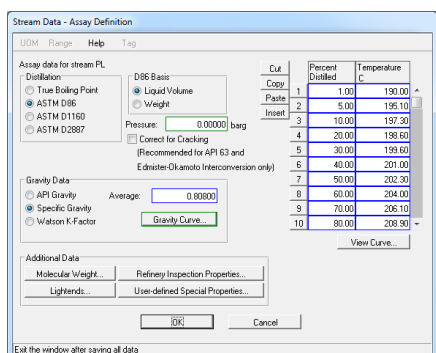 Stream Data - Assay Definition
UOM Range Help Tag
Assay data for stream PL
Distillation
True Boiling Point
ASTM D86
ASTM D1160
ASTM D2887
D86 Basis
Liquid Volume
Weight
Pressure: 0.00000 barg
Correct for Cracking
(Recommended for API 63 and
Edmister-Okamoto Interconversion only)
Cut
Copy
Paste
Insert
Percent Distilled Temperature C
1 1.00 190.00
2 5.00 195.10
3 10.00 197.30
4 20.00 198.60
5 30.00 199.60
6 40.00 201.00
7 50.00 202.30
8 60.00 204.00
9 70.00 206.10
10 80.00 208.90
View Curve...
Gravity Data
API Gravity
Specific Gravity
Watson K-Factor
Average: 0.80800
Gravity Curve...
Additional Data
Molecular Weight... Refinery Inspection Properties...
Lightends... User-defined Special Properties...
OK Cancel
Exit the window after saving all data